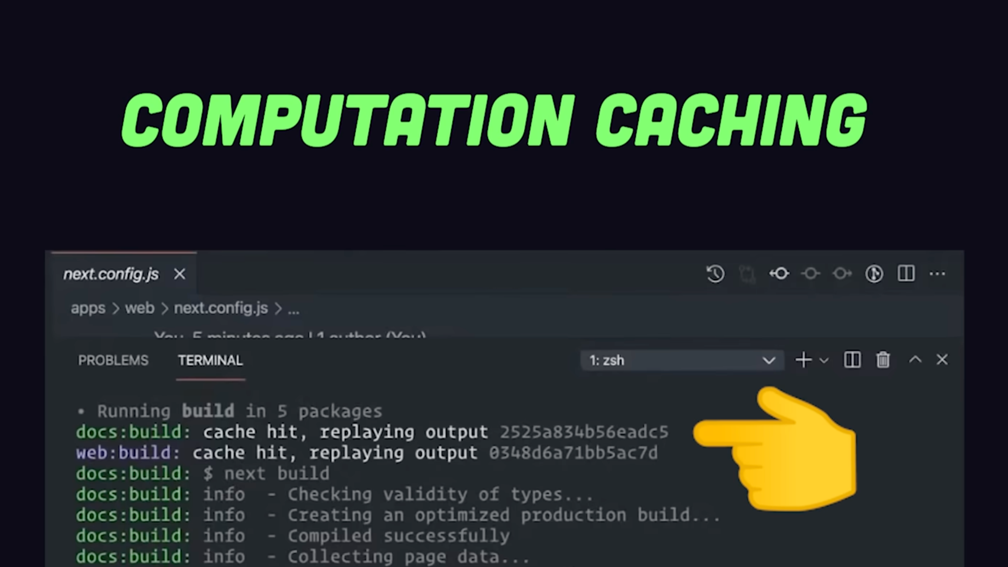 COMPUTATION CACHING
next.config.js
apps > web > next.config.js > ...
You, 5 minutes ago | 1 author (You)
PROBLEMS TERMINAL 1: zsh
• Running build in 5 packages
docs:build: cache hit, replaying output 2525a834b56eadc5
web:build: cache hit, replaying output 0348d6a71bb5ac7d
docs:build: $ next build
docs:build: info - Checking validity of types...
docs:build: info - Creating an optimized production build...
docs:build: info - Compiled successfully
docs:build: info - Collecting page data...